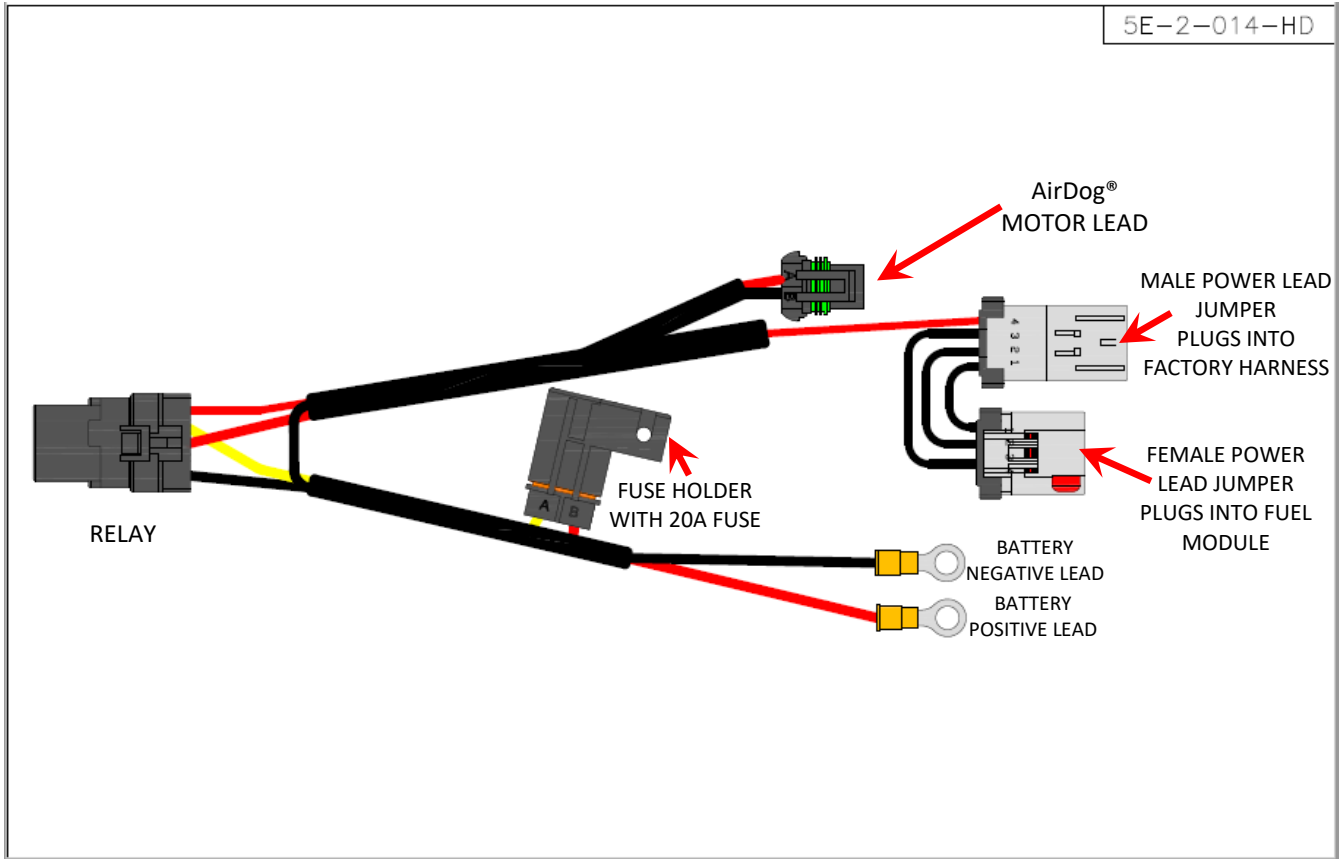 5E-2-014-HD
AirDog®
MOTOR LEAD
MALE POWER LEAD
JUMPER
PLUGS INTO
FACTORY HARNESS
A
B
4
3
2
1
FUSE HOLDER
WITH 20A FUSE
A
B
RELAY
FEMALE POWER
LEAD JUMPER
PLUGS INTO FUEL
MODULE
BATTERY
NEGATIVE LEAD
BATTERY
POSITIVE LEAD